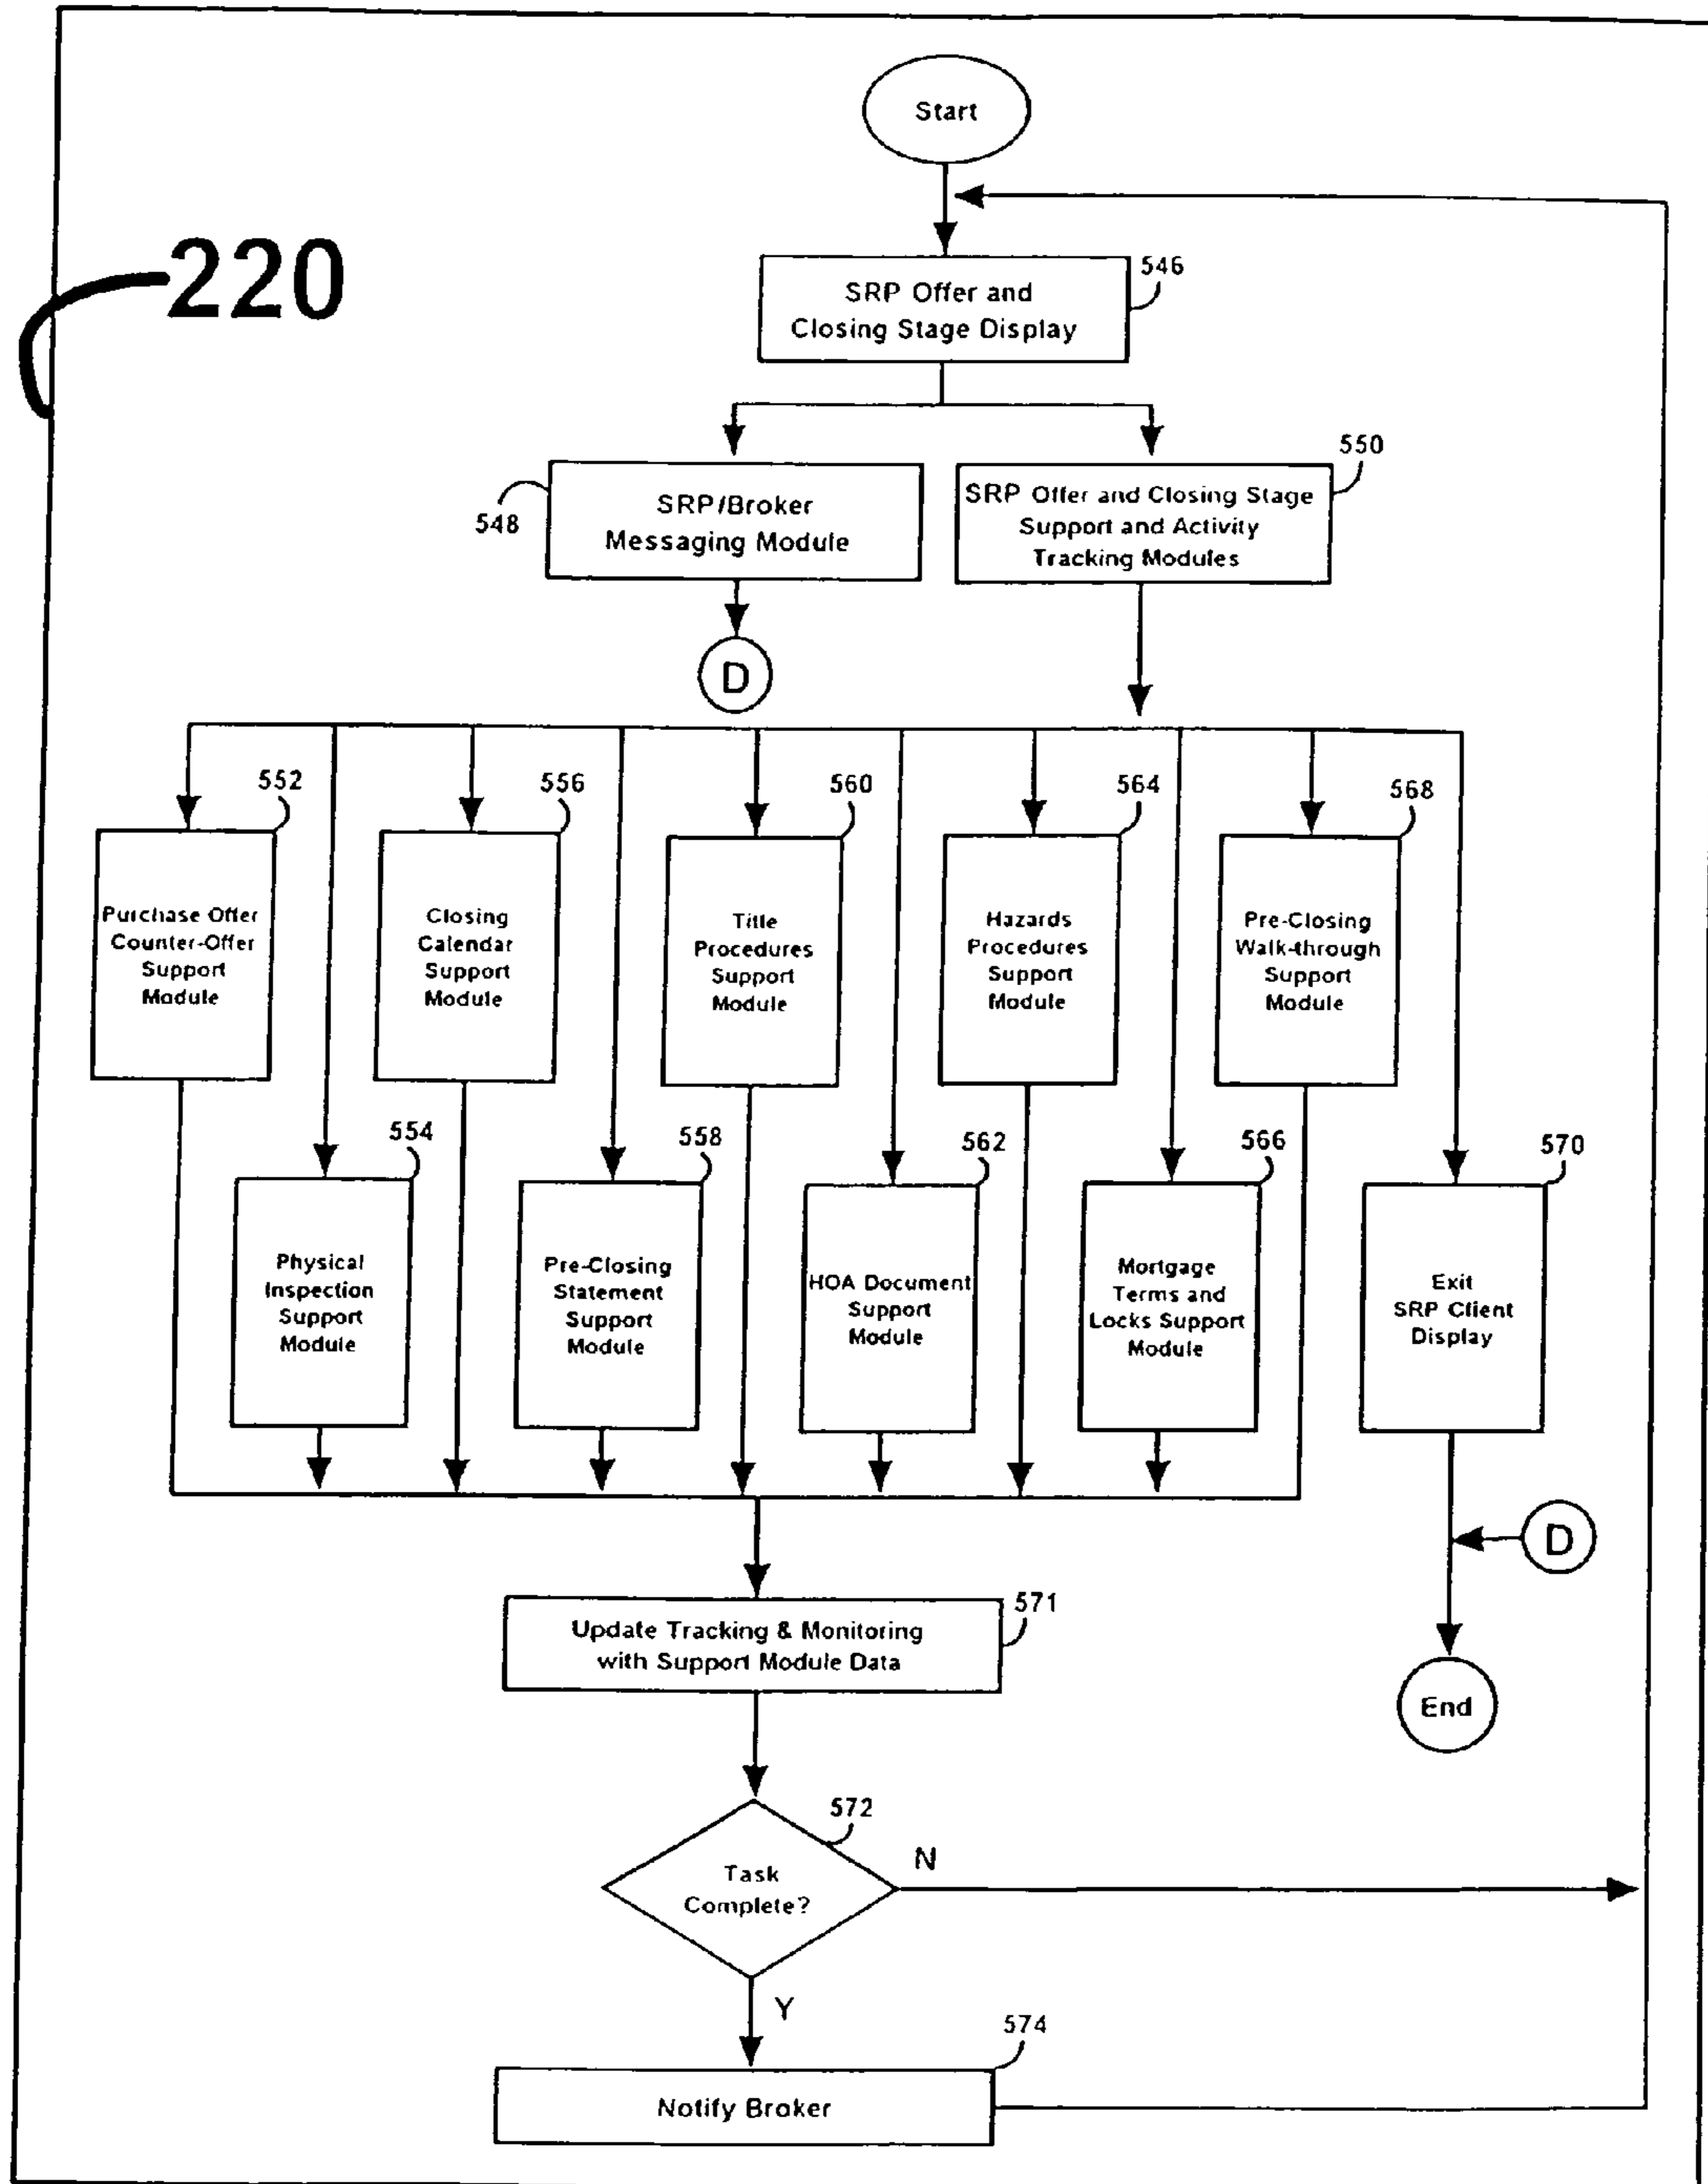 Start
220
546
SRP Offer and
Closing Stage Display
550
548
SRP/Broker
Messaging Module
SRP Offer and Closing Stage
Support and Activity
Tracking Modules
D
552
556
560
564
568
Purchase Offer
Counter-Offer
Support
Module
Closing
Calendar
Support
Module
Title
Procedures
Support
Module
Hazards
Procedures
Support
Module
Pre-Closing
Walk-through
Support
Module
554
558
562
566
570
Physical
Inspection
Support
Module
Pre-Closing
Statement
Support
Module
HOA Document
Support
Module
Mortgage
Terms and
Locks Support
Module
Exit
SRP Client
Display
D
571
Update Tracking & Monitoring
with Support Module Data
End
572
Task
Complete?
N
Y
574
Notify Broker